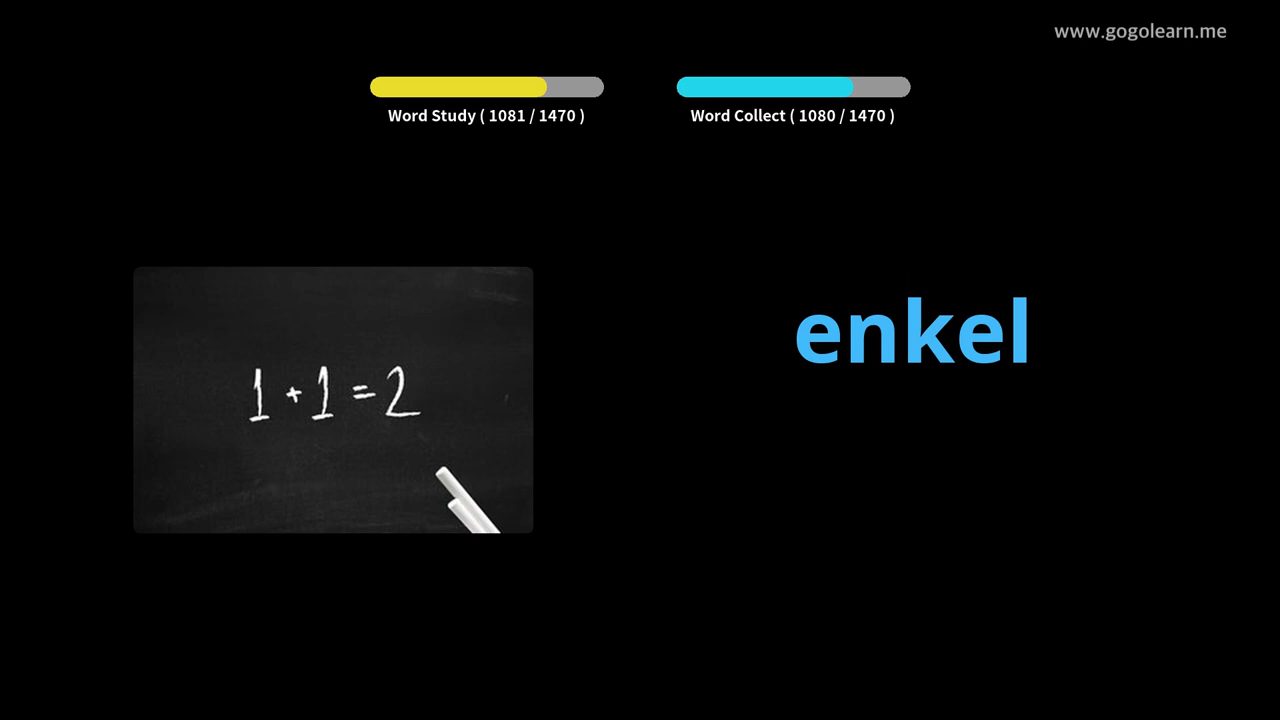 www.gogolearn.me
Word Study ( 1081 / 1470 )
Word Collect ( 1080 / 1470 )
enkel
1 + 1 = 2